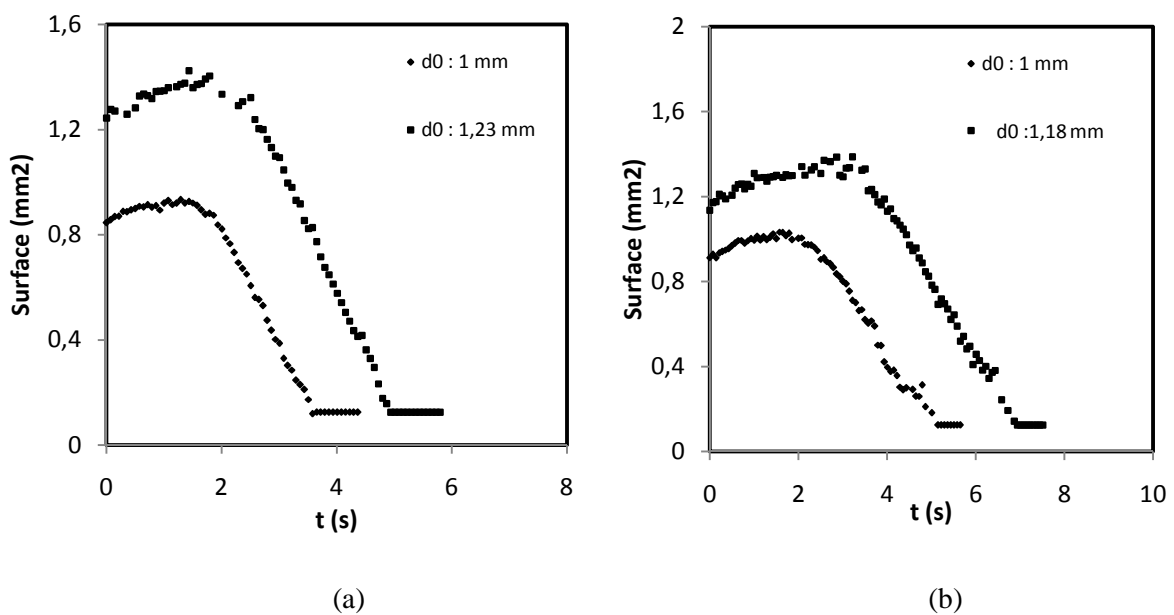 1,6
1,2
0,8
0,4
0
0 2 4 6 8
Surface (mm2)
t (s)
d0 : 1 mm
d0 : 1,23 mm
(a)
2
1,6
1,2
0,8
0,4
0
0 2 4 6 8 10
Surface (mm2)
t (s)
d0 : 1 mm
d0 :1,18 mm
(b)